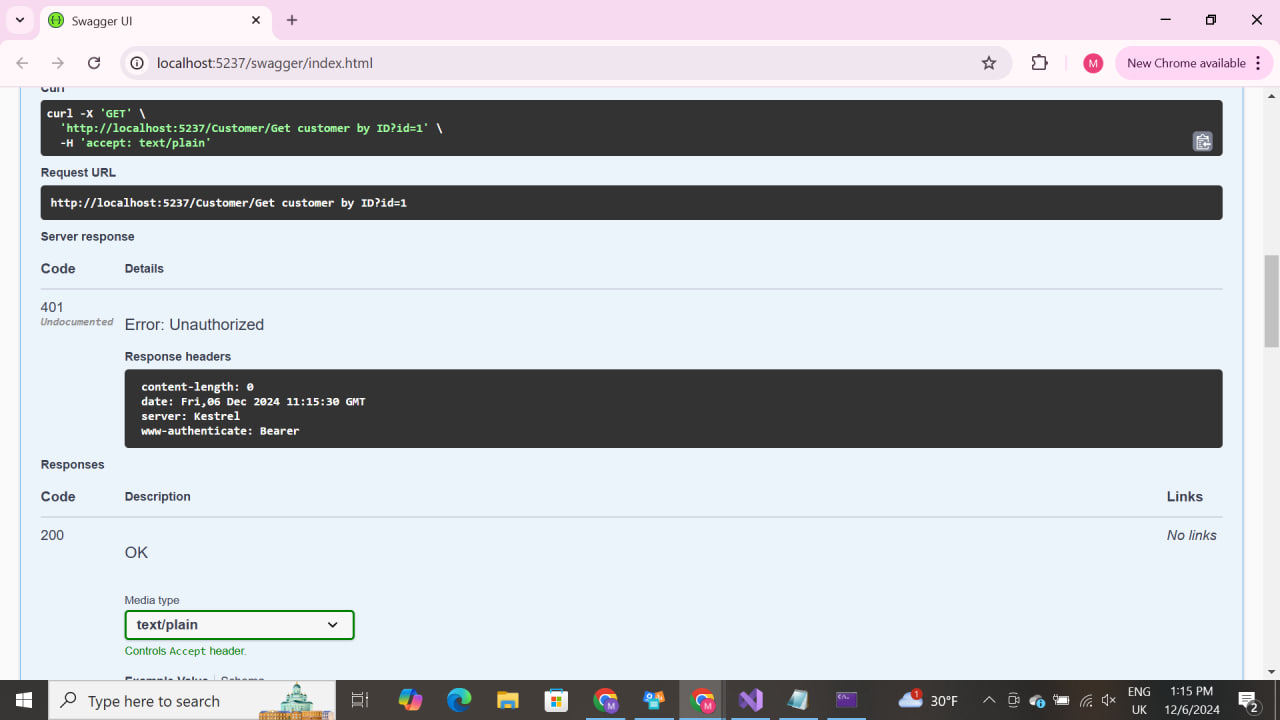 Swagger UI
localhost:5237/swagger/index.html
M
New Chrome available
Curl
curl -X 'GET' \
'http://localhost:5237/Customer/Get customer by ID?id=1' \
-H 'accept: text/plain'
Request URL
http://localhost:5237/Customer/Get customer by ID?id=1
Server response
Code Details
401
Undocumented
Error: Unauthorized
Response headers
content-length: 0
date: Fri,06 Dec 2024 11:15:30 GMT
server: Kestrel
www-authenticate: Bearer
Responses
Code Description Links
200 No links
OK
Media type
text/plain
Controls Accept header.
Example Value Schema
Type here to search
M
M
1
30°F
ENG
UK
1:15 PM
12/6/2024
2